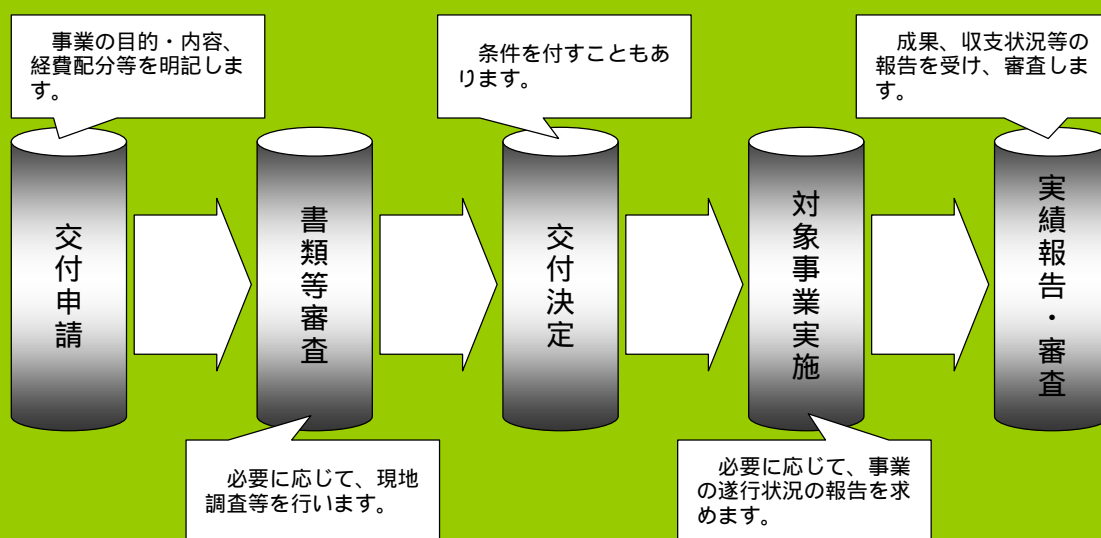 事業の目的・内容、
経費配分等を明記しま
す。
　条件を付すこともあ
ります。
　成果、収支状況等の
報告を受け、審査しま
す。
交付申請
書類等審査
交付決定
対象事業実施
実績報告・審査
　必要に応じて、現地
調査等を行います。
　必要に応じて、事業
の遂行状況の報告を求
めます。